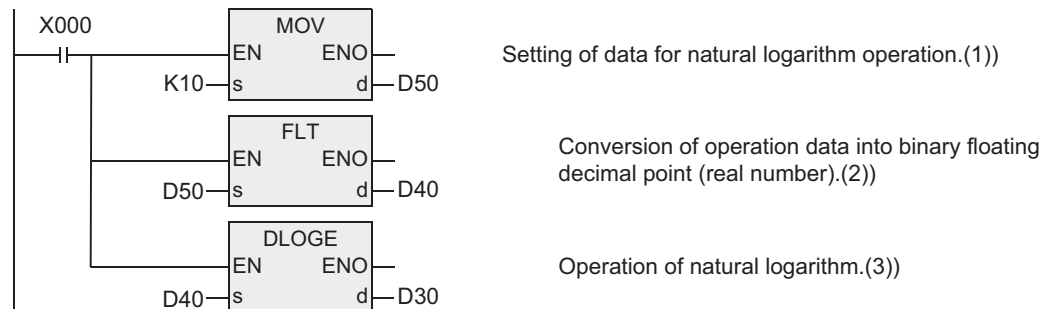 X000
MOV
EN ENO
K10 s d D50
Setting of data for natural logarithm operation.(1))
FLT
EN ENO
D50 s d D40
Conversion of operation data into binary floating
decimal point (real number).(2))
DLOGE
EN ENO
D40 s d D30
Operation of natural logarithm.(3))